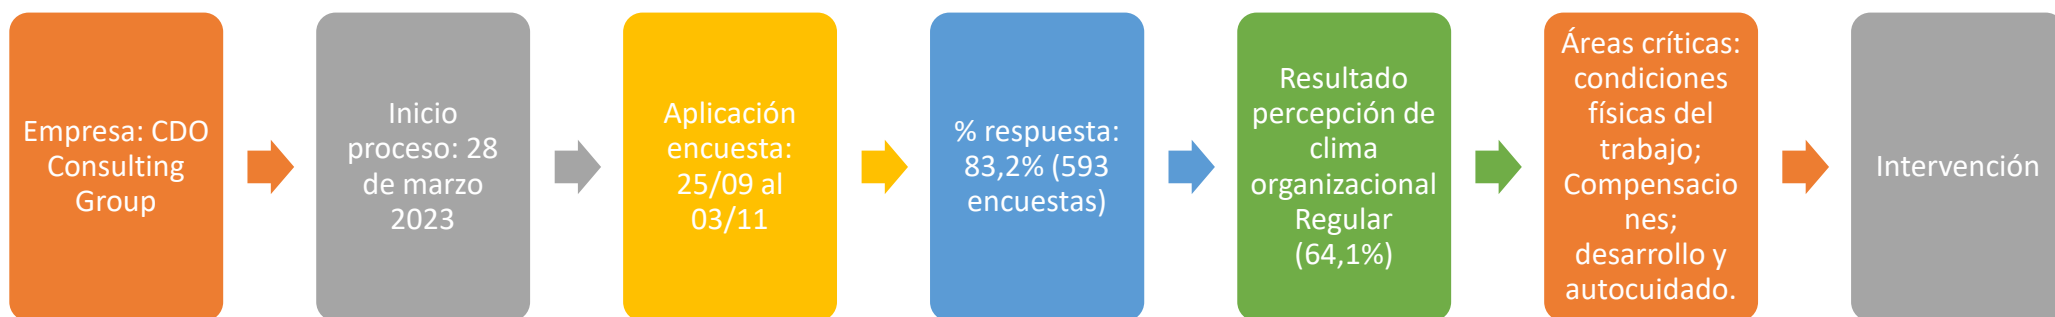 Empresa: CDO
Consulting
Group
Inicio
proceso: 28
de marzo
2023
Aplicación
encuesta:
25/09 al
03/11
% respuesta:
83,2% (593
encuestas)
Resultado
percepción de
clima
organizacional
Regular
(64,1%)
Áreas críticas:
condiciones
físicas del
trabajo;
Compensacio
nes;
desarrollo y
autocuidado.
Intervención